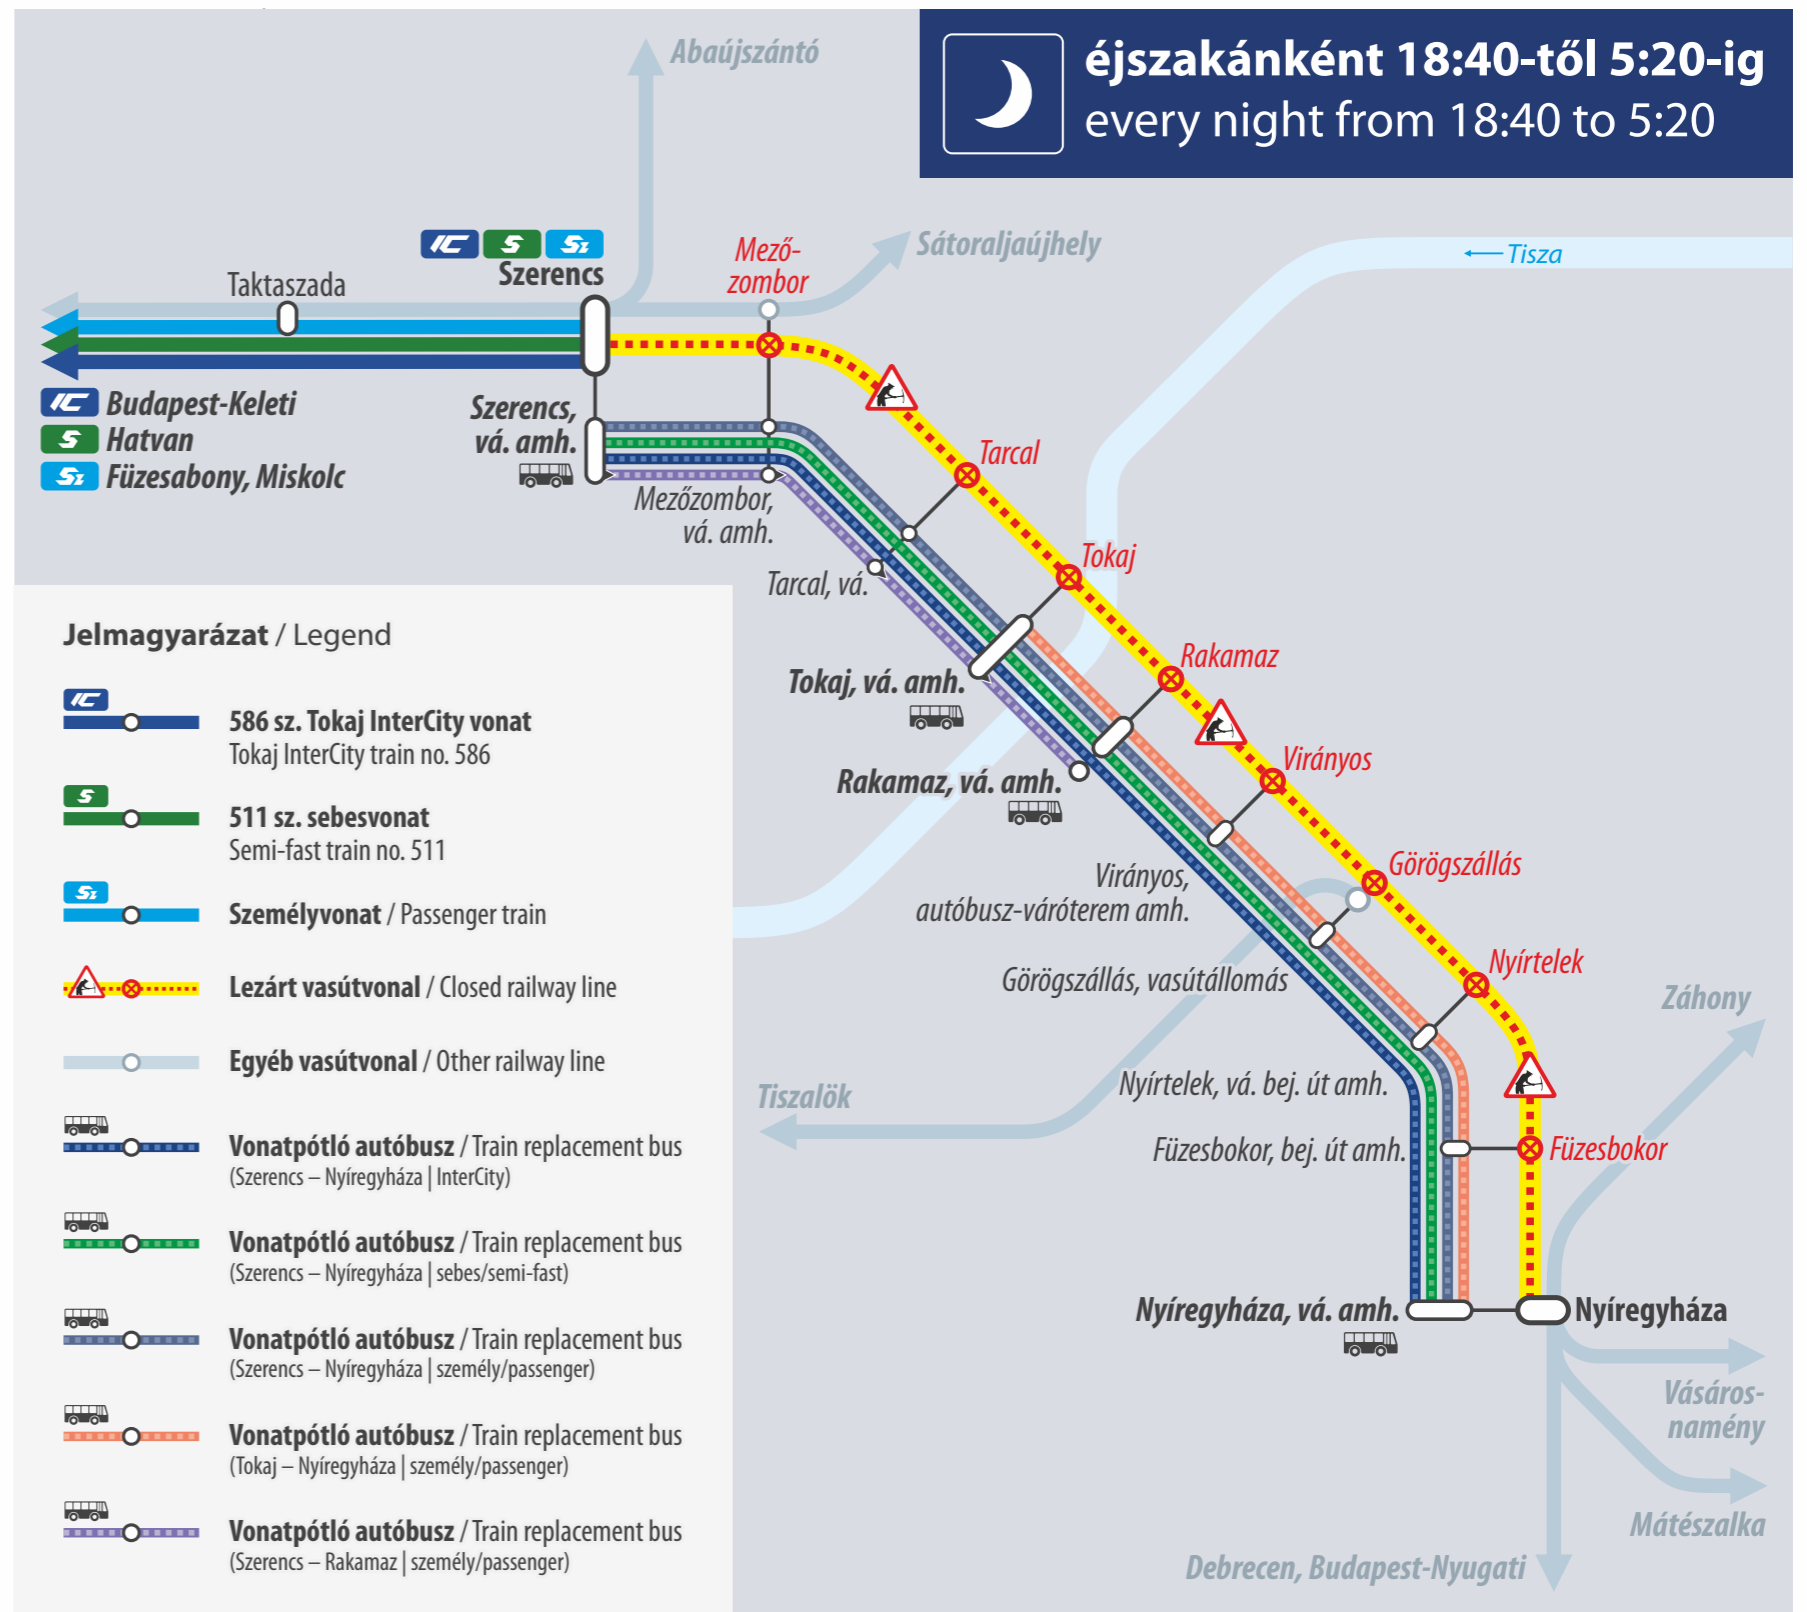 éjszakánként 18:40-től 5:20-ig
every night from 18:40 to 5:20
Abaújszántó
Sátoraljaújhely
← Tisza
IC S Sz
Szerencs
Mező-
zombor
Taktaszada
IC Budapest-Keleti
S Hatvan
Sz Füzesabony, Miskolc
Szerencs,
vá. amh.
Mezőzombor,
vá. amh.
Tarcal
Tarcal, vá.
Tokaj
Tokaj, vá. amh.
Rakamaz
Rakamaz, vá. amh.
Virányos
Virányos,
autóbusz-váróterem amh.
Görögszállás
Görögszállás, vasútállomás
Nyírtelek
Nyírtelek, vá. bej. út amh.
Záhony
Tiszalök
Füzesbokor, bej. út amh.
Füzesbokor
Nyíregyháza, vá. amh.
Nyíregyháza
Vásáros-
namény
Mátészalka
Debrecen, Budapest-Nyugati
Jelmagyarázat / Legend
IC
586 sz. Tokaj InterCity vonat
Tokaj InterCity train no. 586
S
511 sz. sebesvonat
Semi-fast train no. 511
Sz
Személyvonat / Passenger train
Lezárt vasútvonal / Closed railway line
Egyéb vasútvonal / Other railway line
Vonatpótló autóbusz / Train replacement bus
(Szerencs – Nyíregyháza | InterCity)
Vonatpótló autóbusz / Train replacement bus
(Szerencs – Nyíregyháza | sebes/semi-fast)
Vonatpótló autóbusz / Train replacement bus
(Szerencs – Nyíregyháza | személy/passenger)
Vonatpótló autóbusz / Train replacement bus
(Tokaj – Nyíregyháza | személy/passenger)
Vonatpótló autóbusz / Train replacement bus
(Szerencs – Rakamaz | személy/passenger)